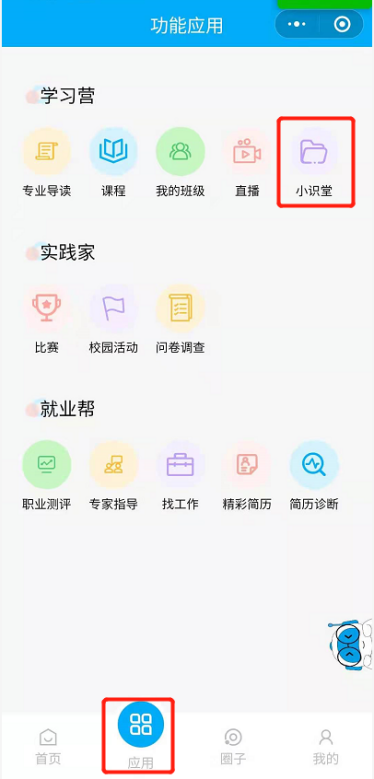 功能应用
学习营
专业导读 课程 我的班级 直播 小识堂
实践家
比赛 校园活动 问卷调查
就业帮
职业测评 专家指导 找工作 精彩简历 简历诊断
首页 应用 圈子 我的